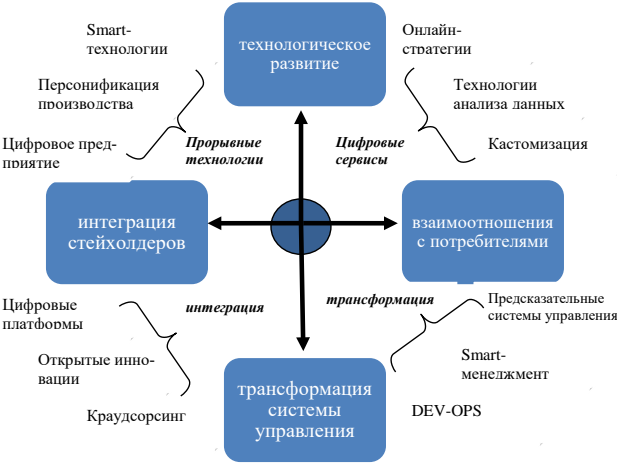 Smart-
технологии
технологическое
развитие
Онлайн-
стратегии
Персонификация
производства
Технологии
анализа данных
Цифровое пред-
приятие
Прорывные
технологии
Цифровые
сервисы
Кастомизация
интеграция
стейхолдеров
взаимоотношения
с потребителями
Цифровые
платформы
интеграция
трансформация
Предсказательные
системы управления
Открытые инно-
вации
Smart-
менеджмент
Краудсорсинг
трансформация
системы
управления
DEV-OPS